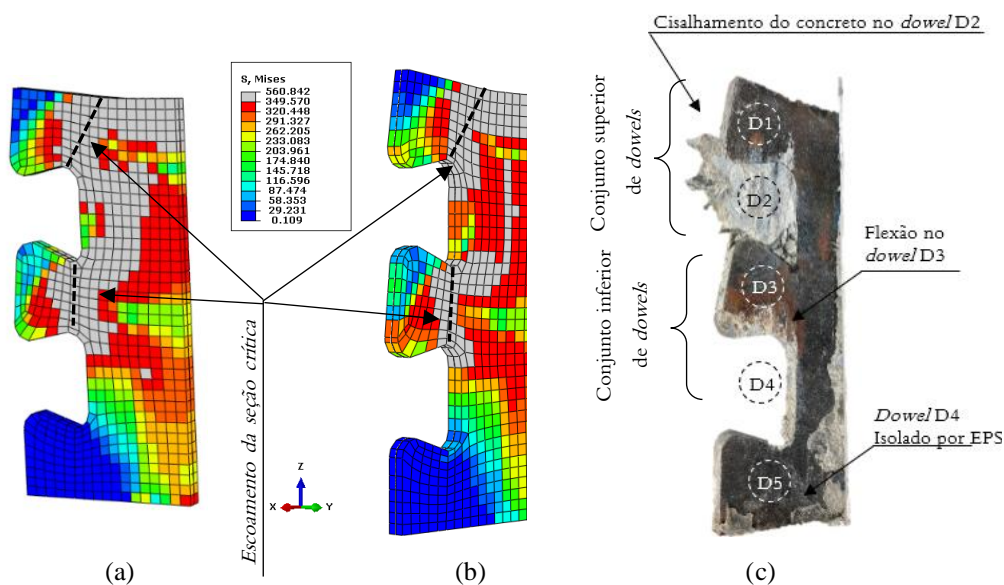 Cisalhamento do concreto no dowel D2
(a)
S, Mises
560.842
349.570
320.448
291.327
262.205
233.083
203.961
174.840
145.718
116.596
87.474
58.353
29.231
0.109
Escoamento da seção crítica
Z
X
Y
(b)
(c)
Conjunto superior
de dowels
D1
D2
Flexão no
dowel D3
Conjunto inferior
de dowels
D3
D4
Dowel D4
Isolado por EPS
D5